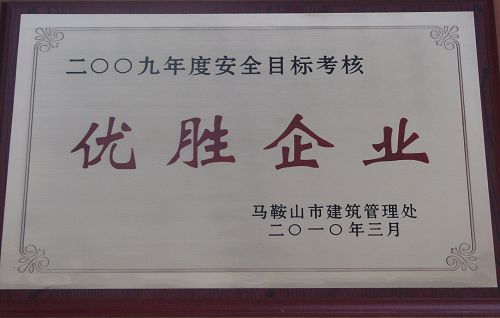 二〇〇九年度安全目标考核
优胜企业
马鞍山市建筑管理处
二〇一〇年三月